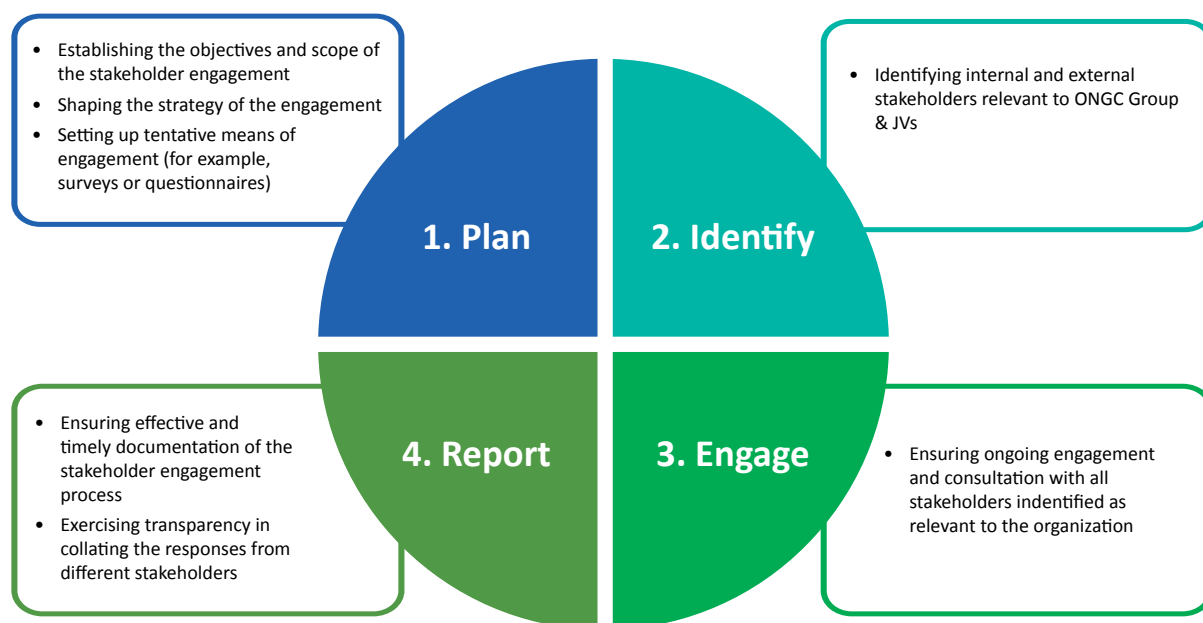 • Establishing the objectives and scope of
the stakeholder engagement
• Shaping the strategy of the engagement
• Setting up tentative means of
engagement (for example,
surveys or questionnaires)
1. Plan
2. Identify
• Identifying internal and external
stakeholders relevant to ONGC Group
& JVs
• Ensuring effective and
timely documentation of the
stakeholder engagement
process
• Exercising transparency in
collating the responses from
different stakeholders
4. Report
3. Engage
• Ensuring ongoing engagement
and consultation with all
stakeholders indentified as
relevant to the organization